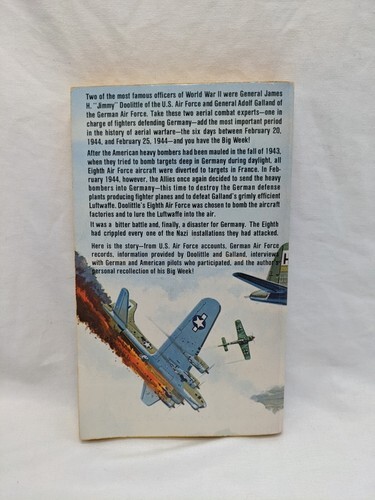 Two of the most famous officers of World War II were General James
H. "Jimmy" Doolittle of the U.S. Air Force and General Adolf Galland of
the German Air Force. Take these two aerial combat experts—one in
charge of fighters defending Germany—add the most important period
in the history of aerial warfare—the six days between February 20,
1944, and February 25, 1944—and you have the Big Week!
After the American heavy bombers had been mauled in the fall of 1943,
when they tried to bomb targets deep in Germany during daylight, all
Eighth Air Force aircraft were diverted to targets in France. In Feb-
ruary 1944, however, the Allies once again decided to send the heavy
bombers into Germany—this time to destroy the German defense
plants producing fighter planes and to defeat Galland's grimly efficient
Luftwaffe. Doolittle's Eighth Air Force was chosen to bomb the aircraft
factories and to lure the Luftwaffe into the air.
It was a bitter battle and, finally, a disaster for Germany. The Eighth
had crippled every one of the Nazi installations they had attacked.
Here is the story—from U.S. Air Force accounts, German Air Force
records, information provided by Doolittle and Galland, interviews
with German and American pilots who participated, and the author's
personal recollection of his Big Week!
H